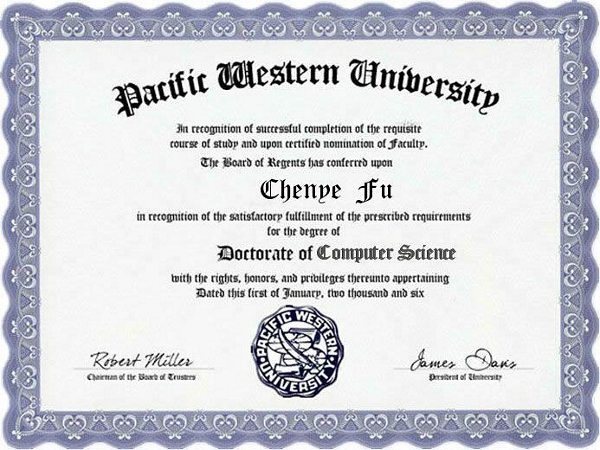 Pacific Western University
In recognition of successful completion of the requisite
course of study and upon certified nomination of Faculty.
The Board of Regents has conferred upon
Chenye Fu
in recognition of the satisfactory fulfillment of the prescribed requirements
for the degree of
Doctorate of Computer Science
with the rights, honors, and privileges thereunto appertaining
Dated this first of January, two thousand and six
PACIFIC WESTERN
UNIVERSITY
Robert Miller
Chairman of the Board of Trustees
James Davis
President of University